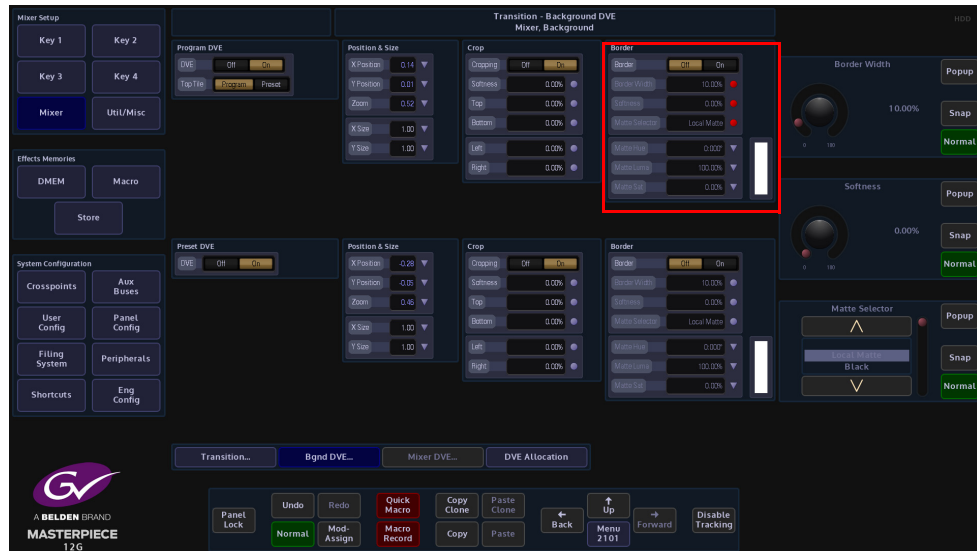 Mixer Setup
Key 1
Key 2
Key 3
Key 4
Mixer
Util/Misc
Effects Memories
DMEM
Macro
Store
System Configuration
Crosspoints
Aux
Buses
User
Config
Panel
Config
Filing
System
Peripherals
Shortcuts
Eng
Config
GV
A BELDEN BRAND
MASTERPIECE
12G
Transition - Background DVE
Mixer, Background
HDD
Program DVE
DVE Off On
Top Tile Program Preset
Position & Size
X Position 0.14
Y Position 0.01
Zoom 0.52
X Size 1.00
Y Size 1.00
Crop
Cropping Off On
Softness 0.00%
Top 0.00%
Bottom 0.00%
Left 0.00%
Right 0.00%
Border
Border Off On
Border Width 10.00%
Softness 0.00%
Matte Selector Local Matte
Matte Hue 0.000°
Matte Luma 100.00%
Matte Sat 0.00%
Preset DVE
DVE Off On
Position & Size
X Position -0.28
Y Position -0.05
Zoom 0.46
X Size 1.00
Y Size 1.00
Crop
Cropping Off On
Softness 0.00%
Top 0.00%
Bottom 0.00%
Left 0.00%
Right 0.00%
Border
Border Off On
Border Width 10.00%
Softness 0.00%
Matte Selector Local Matte
Matte Hue 0.000°
Matte Luma 100.00%
Matte Sat 0.00%
Border Width
10.00%
0 100
Popup
Snap
Normal
Softness
0.00%
0 100
Popup
Snap
Normal
Matte Selector
Local Matte
Black
Popup
Snap
Normal
Transition...
Bgnd DVE...
Mixer DVE...
DVE Allocation
Panel
Lock
Undo
Redo
Normal
Mod-
Assign
Quick
Macro
Macro
Record
Copy
Clone
Paste
Clone
Copy
Paste
Back
Up
Menu
2101
Forward
Disable
Tracking